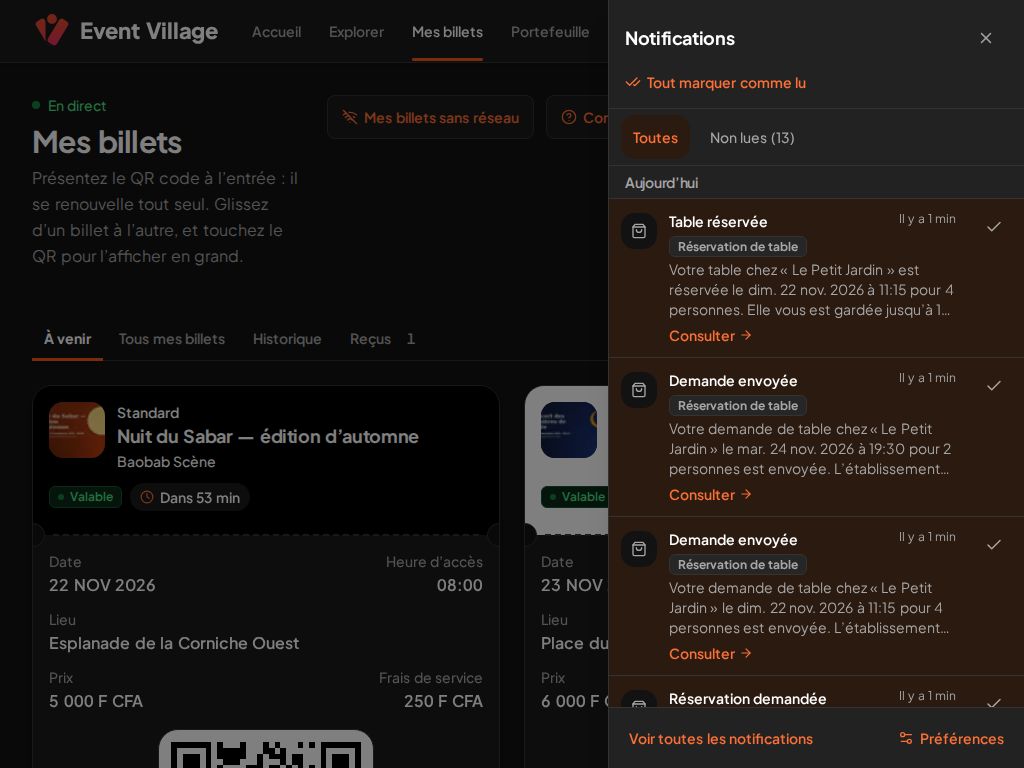 Event Village
Accueil
Explorer
Mes billets
Portefeuille
En direct
Mes billets
Présentez le QR code à l'entrée : il
se renouvelle tout seul. Glissez
d'un billet à l'autre, et touchez le
QR pour l'afficher en grand.
Mes billets sans réseau
À venir
Tous mes billets
Historique
Reçus 1
Standard
Nuit du Sabar — édition d'automne
Baobab Scène
Valable
Dans 53 min
Date
Heure d'accès
22 NOV 2026
08:00
Lieu
Esplanade de la Corniche Ouest
Prix
Frais de service
5 000 F CFA
250 F CFA
Valable
Date
23 NOV
Lieu
Place du
Prix
6 000 F
Notifications
Tout marquer comme lu
Toutes
Non lues (13)
Aujourd'hui
Table réservée
Il y a 1 min
Réservation de table
Votre table chez « Le Petit Jardin » est
réservée le dim. 22 nov. 2026 à 11:15 pour 4
personnes. Elle vous est gardée jusqu'à 1…
Consulter
Demande envoyée
Il y a 1 min
Réservation de table
Votre demande de table chez « Le Petit
Jardin » le mar. 24 nov. 2026 à 19:30 pour 2
personnes est envoyée. L'établissement…
Consulter
Demande envoyée
Il y a 1 min
Réservation de table
Votre demande de table chez « Le Petit
Jardin » le dim. 22 nov. 2026 à 11:15 pour 4
personnes est envoyée. L'établissement…
Consulter
Réservation demandée
Il y a 1 min
Voir toutes les notifications
Préférences